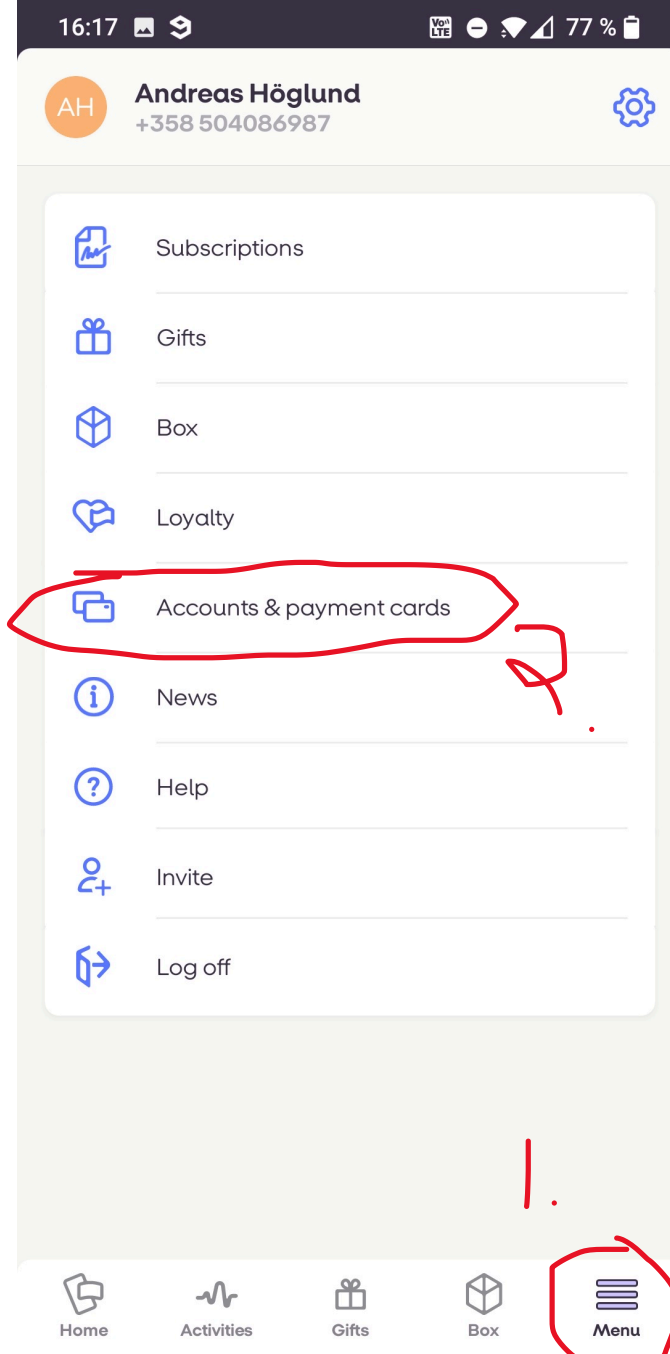 16:17 77 %
AH Andreas Höglund
+358 504086987
Subscriptions
Gifts
Box
Loyalty
Accounts & payment cards
2.
News
Help
Invite
Log off
1.
Home Activities Gifts Box Menu